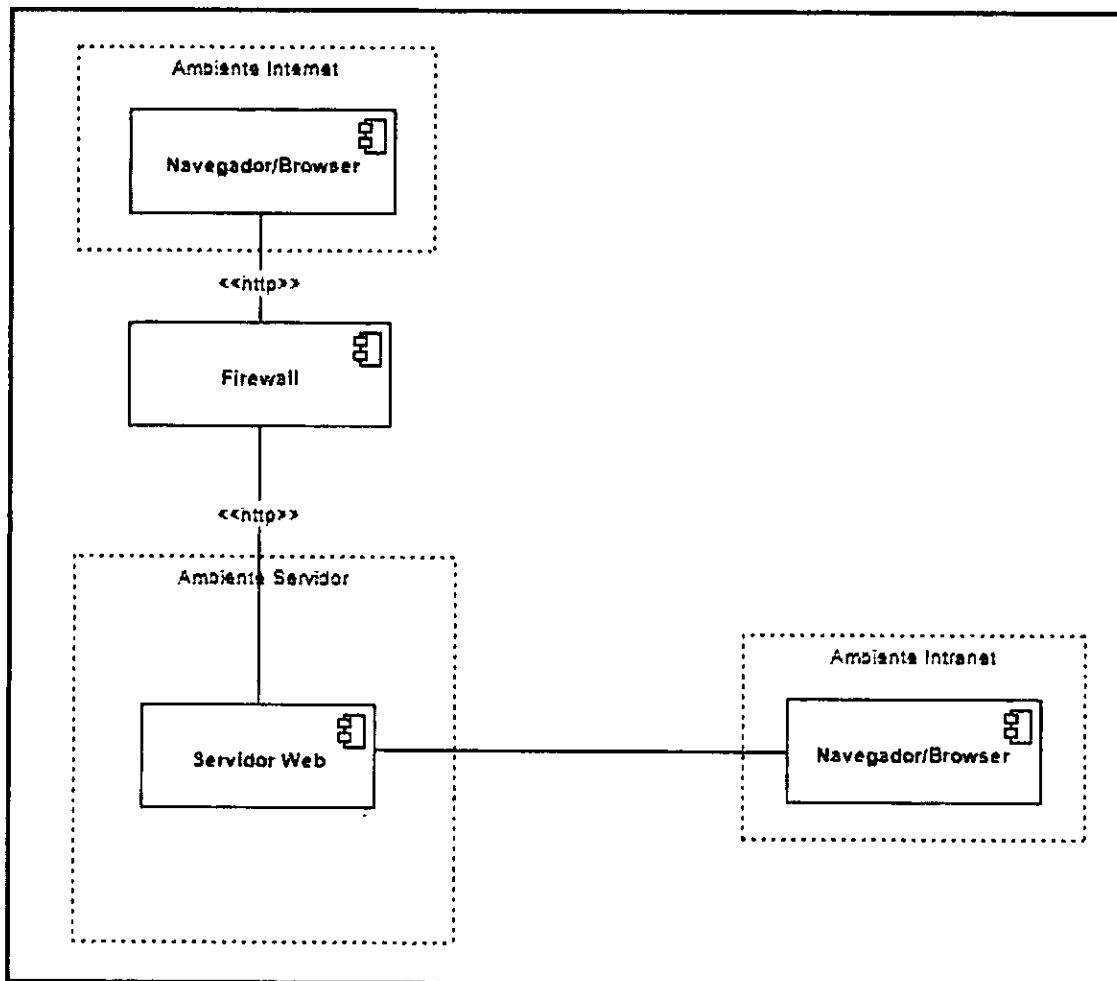 Ambiente Internet
Navegador/Browser
<<http>>
Firewall
<<http>>
Ambiente Servidor
Servidor Web
Ambiente Intranet
Navegador/Browser